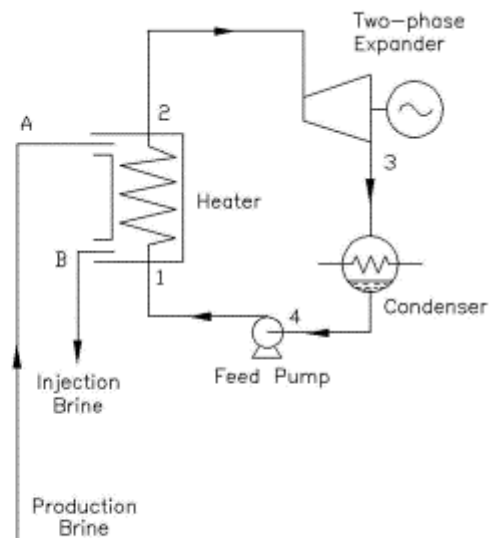 Two-phase
Expander
A
2
3
Heater
B
1
Condenser
4
Feed Pump
Injection
Brine
Production
Brine